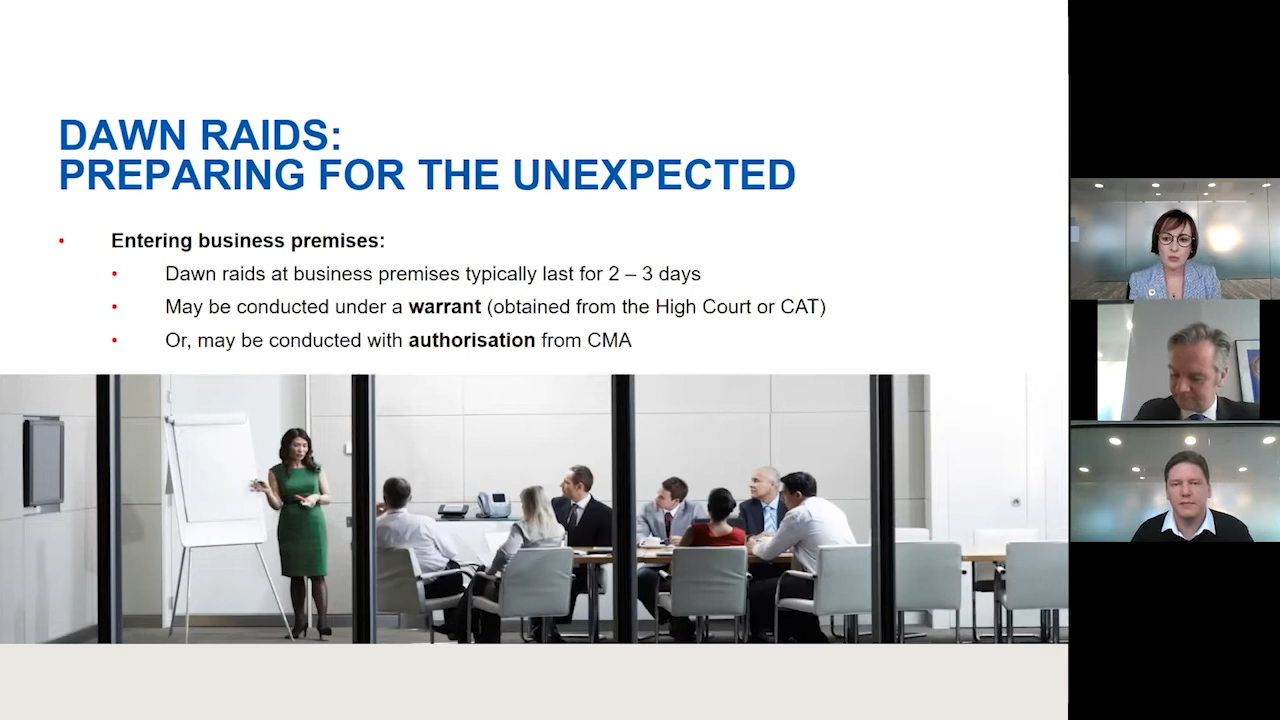 DAWN RAIDS:
PREPARING FOR THE UNEXPECTED
• Entering business premises:
• Dawn raids at business premises typically last for 2 – 3 days
• May be conducted under a warrant (obtained from the High Court or CAT)
• Or, may be conducted with authorisation from CMA